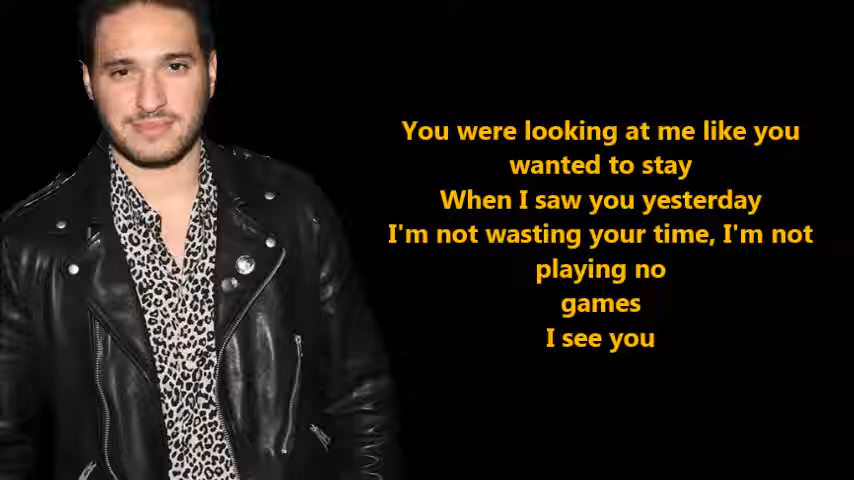 You were looking at me like you
wanted to stay
When I saw you yesterday
I'm not wasting your time, I'm not
playing no
games
I see you